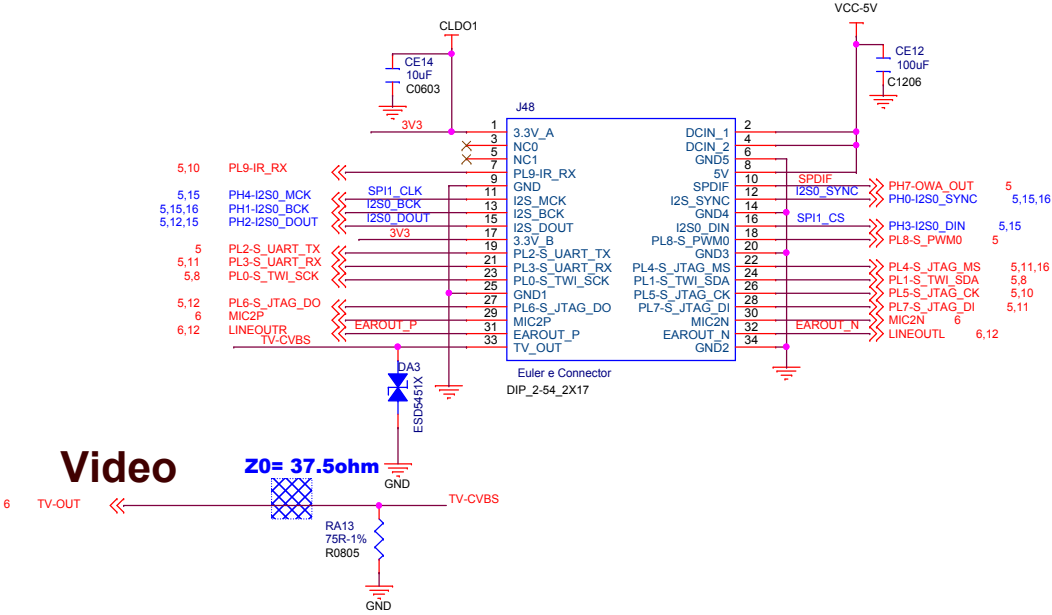 VCC-5V
CLDO1
CE14
10uF
C0603
CE12
100uF
C1206
J48
3V3 1 3.3V_A DCIN_1 2
3 NC0 DCIN_2 4
5 NC1 GND5 6
5,10 PL9-IR_RX 7 PL9-IR_RX 5V 8
9 GND SPDIF 10 SPDIF PH7-OWA_OUT 5
5,15 PH4-I2S0_MCK SPI1_CLK 11 I2S_MCK I2S_SYNC 12 I2S0_SYNC PH0-I2S0_SYNC 5,15,16
5,15,16 PH1-I2S0_BCK I2S0_BCK 13 I2S_BCK GND4 14
5,12,15 PH2-I2S0_DOUT I2S0_DOUT 15 I2S_DOUT I2S0_DIN 16 SPI1_CS PH3-I2S0_DIN 5,15
3V3 17 3.3V_B PL8-S_PWM0 18 PL8-S_PWM0 5
5 PL2-S_UART_TX 19 PL2-S_UART_TX GND3 20
5,11 PL3-S_UART_RX 21 PL3-S_UART_RX PL4-S_JTAG_MS 22 PL4-S_JTAG_MS 5,11,16
5,8 PL0-S_TWI_SCK 23 PL0-S_TWI_SCK PL1-S_TWI_SDA 24 PL1-S_TWI_SDA 5,8
25 GND1 PL5-S_JTAG_CK 26 PL5-S_JTAG_CK 5,10
5,12 PL6-S_JTAG_DO 27 PL6-S_JTAG_DO PL7-S_JTAG_DI 28 PL7-S_JTAG_DI 5,11
6 MIC2P 29 MIC2P MIC2N 30 MIC2N 6
6,12 LINEOUTR EAROUT_P 31 EAROUT_P EAROUT_N 32 EAROUT_N LINEOUTL 6,12
TV-CVBS 33 TV_OUT GND2 34
Euler e Connector
DIP_2-54_2X17
DA3
ESD5451X
GND
Video
Z0= 37.5ohm
6 TV-OUT TV-CVBS
RA13
75R-1%
R0805
GND